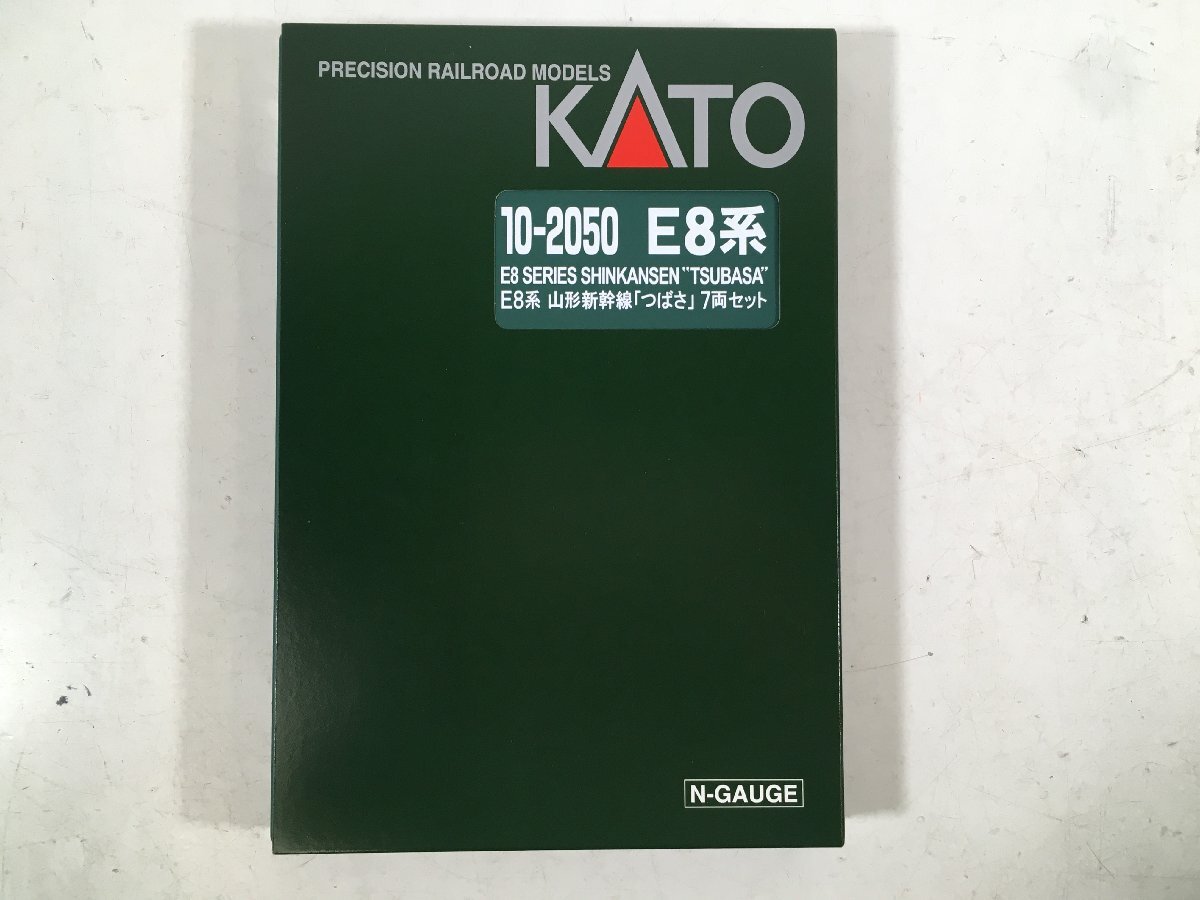 PRECISION RAILROAD MODELS
KATO
10-2050 E8系
E8 SERIES SHINKANSEN "TSUBASA"
E8系 山形新幹線「つばさ」7両セット
N-GAUGE